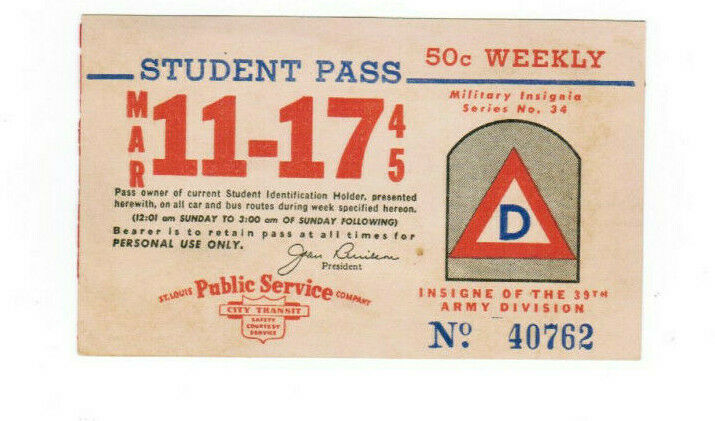 STUDENT PASS
50c WEEKLY
MAR 11-17 45
Pass owner of current Student Identification Holder, presented
herewith, on all car and bus routes during week specified hereon.
(12:01 am SUNDAY TO 3:00 am OF SUNDAY FOLLOWING)
Bearer is to retain pass at all times for
PERSONAL USE ONLY.
President
ST. LOUIS Public Service COMPANY
CITY TRANSIT
SAFETY
COURTESY
SERVICE
Military Insignia
Series No. 34
D
INSIGNE OF THE 39TH
ARMY DIVISION
No. 40762